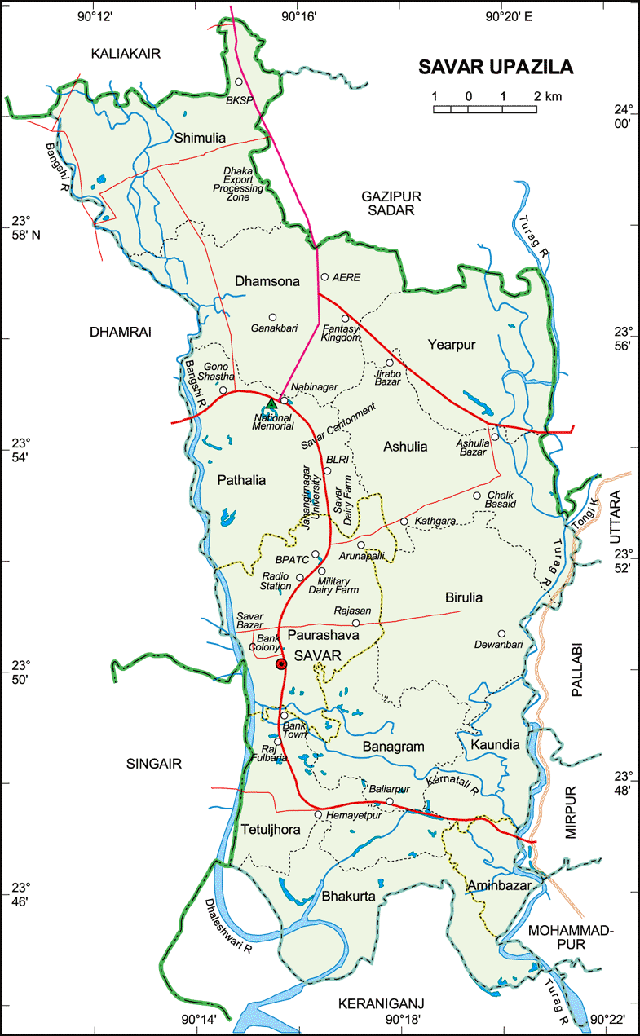 90°12'
90°16'
90°20' E
KALIAKAIR
SAVAR UPAZILA
1 0 1 2 km
BKSP
24°
00'
Shimulia
Bangshi R
Dhaka
Export
Progessing
Zone
GAZIPUR
SADAR
Turag R
23°
58' N
Dhamsona
AERE
Ganakbari
Fantasy
Kingdom
DHAMRAI
Yearpur
23°
56'
Gono
Shastha
Bangshi R
Jirabo
Bazar
Nabinagar
National
Memorial
Savar Cantonment
Ashulia
Ashulia
Bazar
23°
54'
BLRI
Pathalia
Jahangirnagar
University
Savar
Dairy Farm
Chalk
Basaid
Kathgara
Tongi K
UTTARA
Arunapalli
BPATC
Turag R
23°
52'
Radio
Station
Military
Dairy Farm
Birulia
Savar
Bazar
Rajasen
Paurashava
Bank
Colony
SAVAR
Dewanbari
PALLABI
23°
50'
Bank
Town
Raj
Fulbaria
Banagram
Kaundia
SINGAIR
Karnatali R
23°
48'
Baliarpur
Hemayetpur
MIRPUR
Tetuljhora
23°
46'
Bhakurta
Aminbazar
Dhaleshwari R
MOHAMMAD-
PUR
Turag R
KERANIGANJ
90°14'
90°18'
90°22'